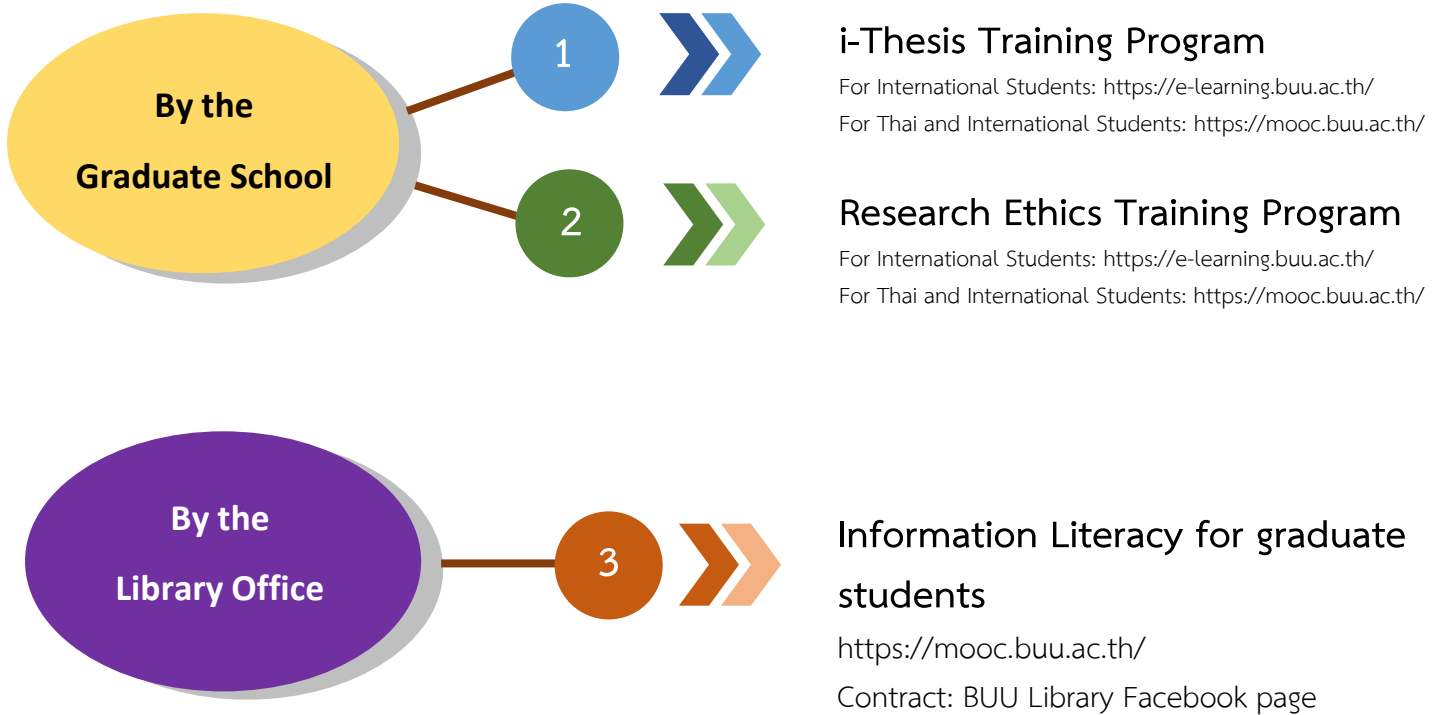 By the
Graduate School
1
i-Thesis Training Program
For International Students: https://e-learning.buu.ac.th/
For Thai and International Students: https://mooc.buu.ac.th/
2
Research Ethics Training Program
For International Students: https://e-learning.buu.ac.th/
For Thai and International Students: https://mooc.buu.ac.th/
By the
Library Office
3
Information Literacy for graduate
students
https://mooc.buu.ac.th/
Contract: BUU Library Facebook page